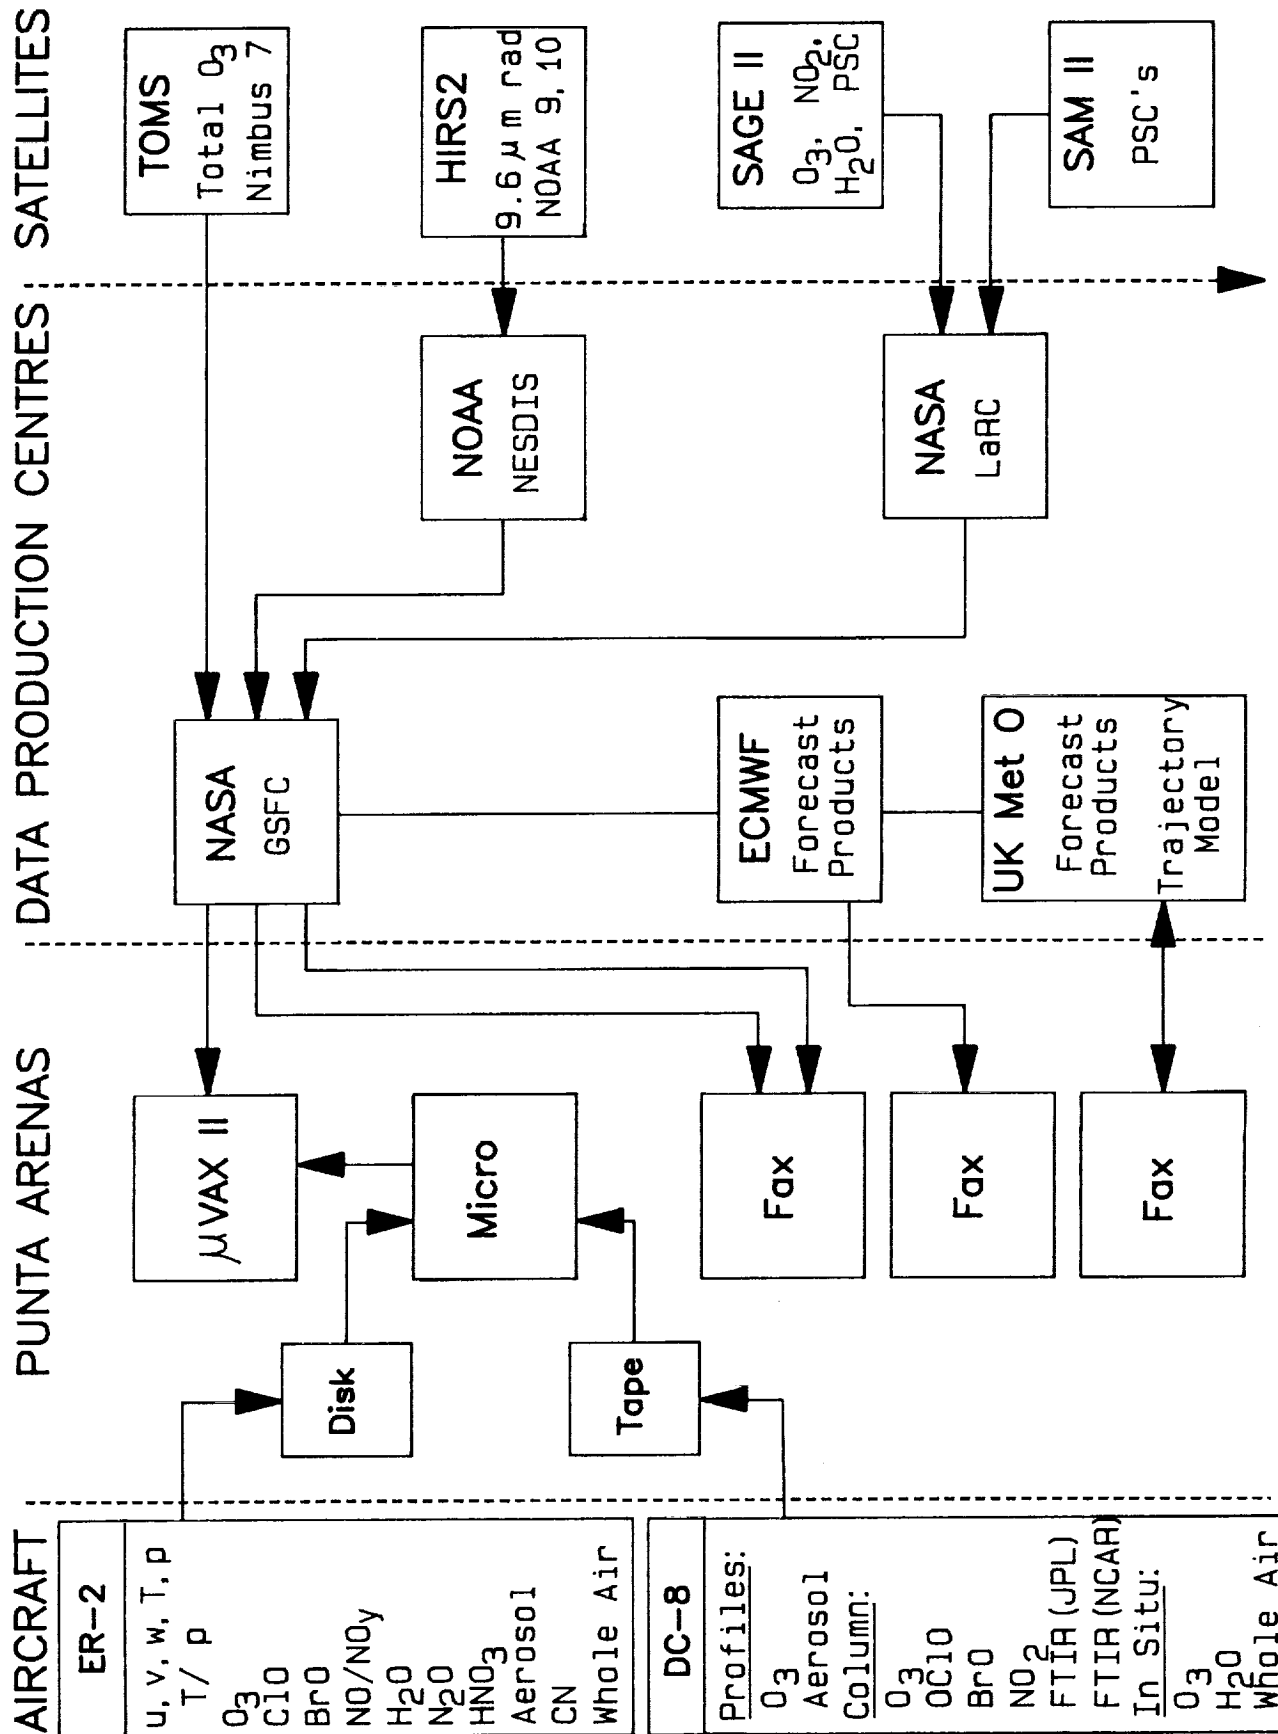 AIRCRAFT
ER-2
u, v, w, T, p
T/ p
O3
ClO
BrO
NO/NOy
H2O
N2O
HNO3
Aerosol
CN
Whole Air
DC-8
Profiles:
O3
Aerosol
Column:
O3
OClO
BrO
NO2
FTIR(JPL)
FTIR(NCAR)
In Situ:
O3
H2O
Whole Air
PUNTA ARENAS
Disk
Tape
μVAX II
Micro
Fax
Fax
Fax
DATA PRODUCTION CENTRES
NASA
GSFC
ECMWF
Forecast
Products
UK Met O
Forecast
Products
Trajectory
Model
NOAA
NESDIS
NASA
LaRC
SATELLITES
TOMS
Total O3
Nimbus 7
HIRS2
9.6 μm rad
NOAA 9, 10
SAGE II
O3, NO2,
H2O, PSC
SAM II
PSC's